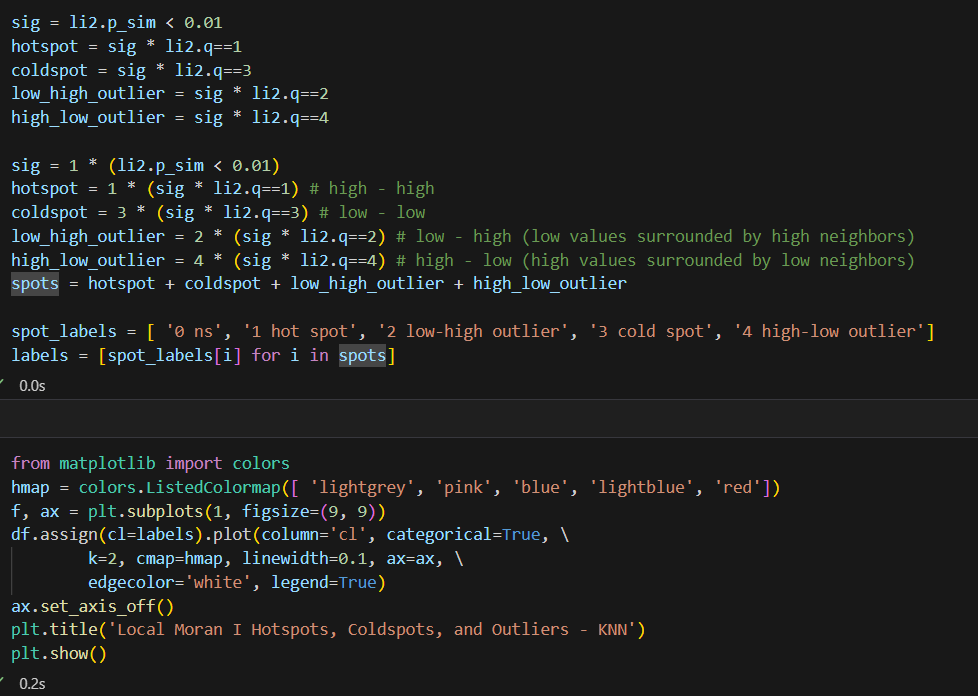 sig = li2.p_sim < 0.01
hotspot = sig * li2.q==1
coldspot = sig * li2.q==3
low_high_outlier = sig * li2.q==2
high_low_outlier = sig * li2.q==4
sig = 1 * (li2.p_sim < 0.01)
hotspot = 1 * (sig * li2.q==1) # high - high
coldspot = 3 * (sig * li2.q==3) # low - low
low_high_outlier = 2 * (sig * li2.q==2) # low - high (low values surrounded by high neighbors)
high_low_outlier = 4 * (sig * li2.q==4) # high - low (high values surrounded by low neighbors)
spots = hotspot + coldspot + low_high_outlier + high_low_outlier
spot_labels = [ '0 ns', '1 hot spot', '2 low-high outlier', '3 cold spot', '4 high-low outlier']
labels = [spot_labels[i] for i in spots]
0.0s
from matplotlib import colors
hmap = colors.ListedColormap([ 'lightgrey', 'pink', 'blue', 'lightblue', 'red'])
f, ax = plt.subplots(1, figsize=(9, 9))
df.assign(cl=labels).plot(column='cl', categorical=True, \
        k=2, cmap=hmap, linewidth=0.1, ax=ax, \
        edgecolor='white', legend=True)
ax.set_axis_off()
plt.title('Local Moran I Hotspots, Coldspots, and Outliers - KNN')
plt.show()
0.2s